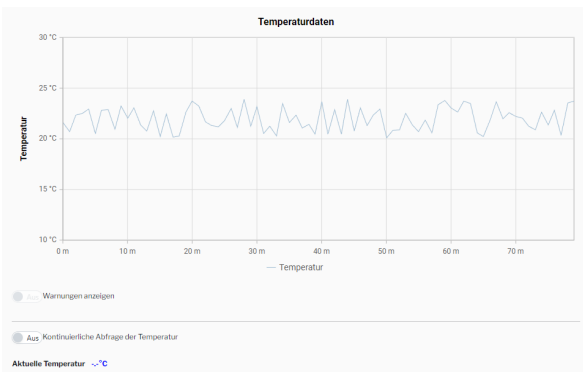 Temperaturdaten
30 °C
25 °C
20 °C
15 °C
10 °C
Temperatur
0 m 10 m 20 m 30 m 40 m 50 m 60 m 70 m
Temperatur
Aus Warnungen anzeigen
Aus Kontinuierliche Abfrage der Temperatur
Aktuelle Temperatur -.-°C